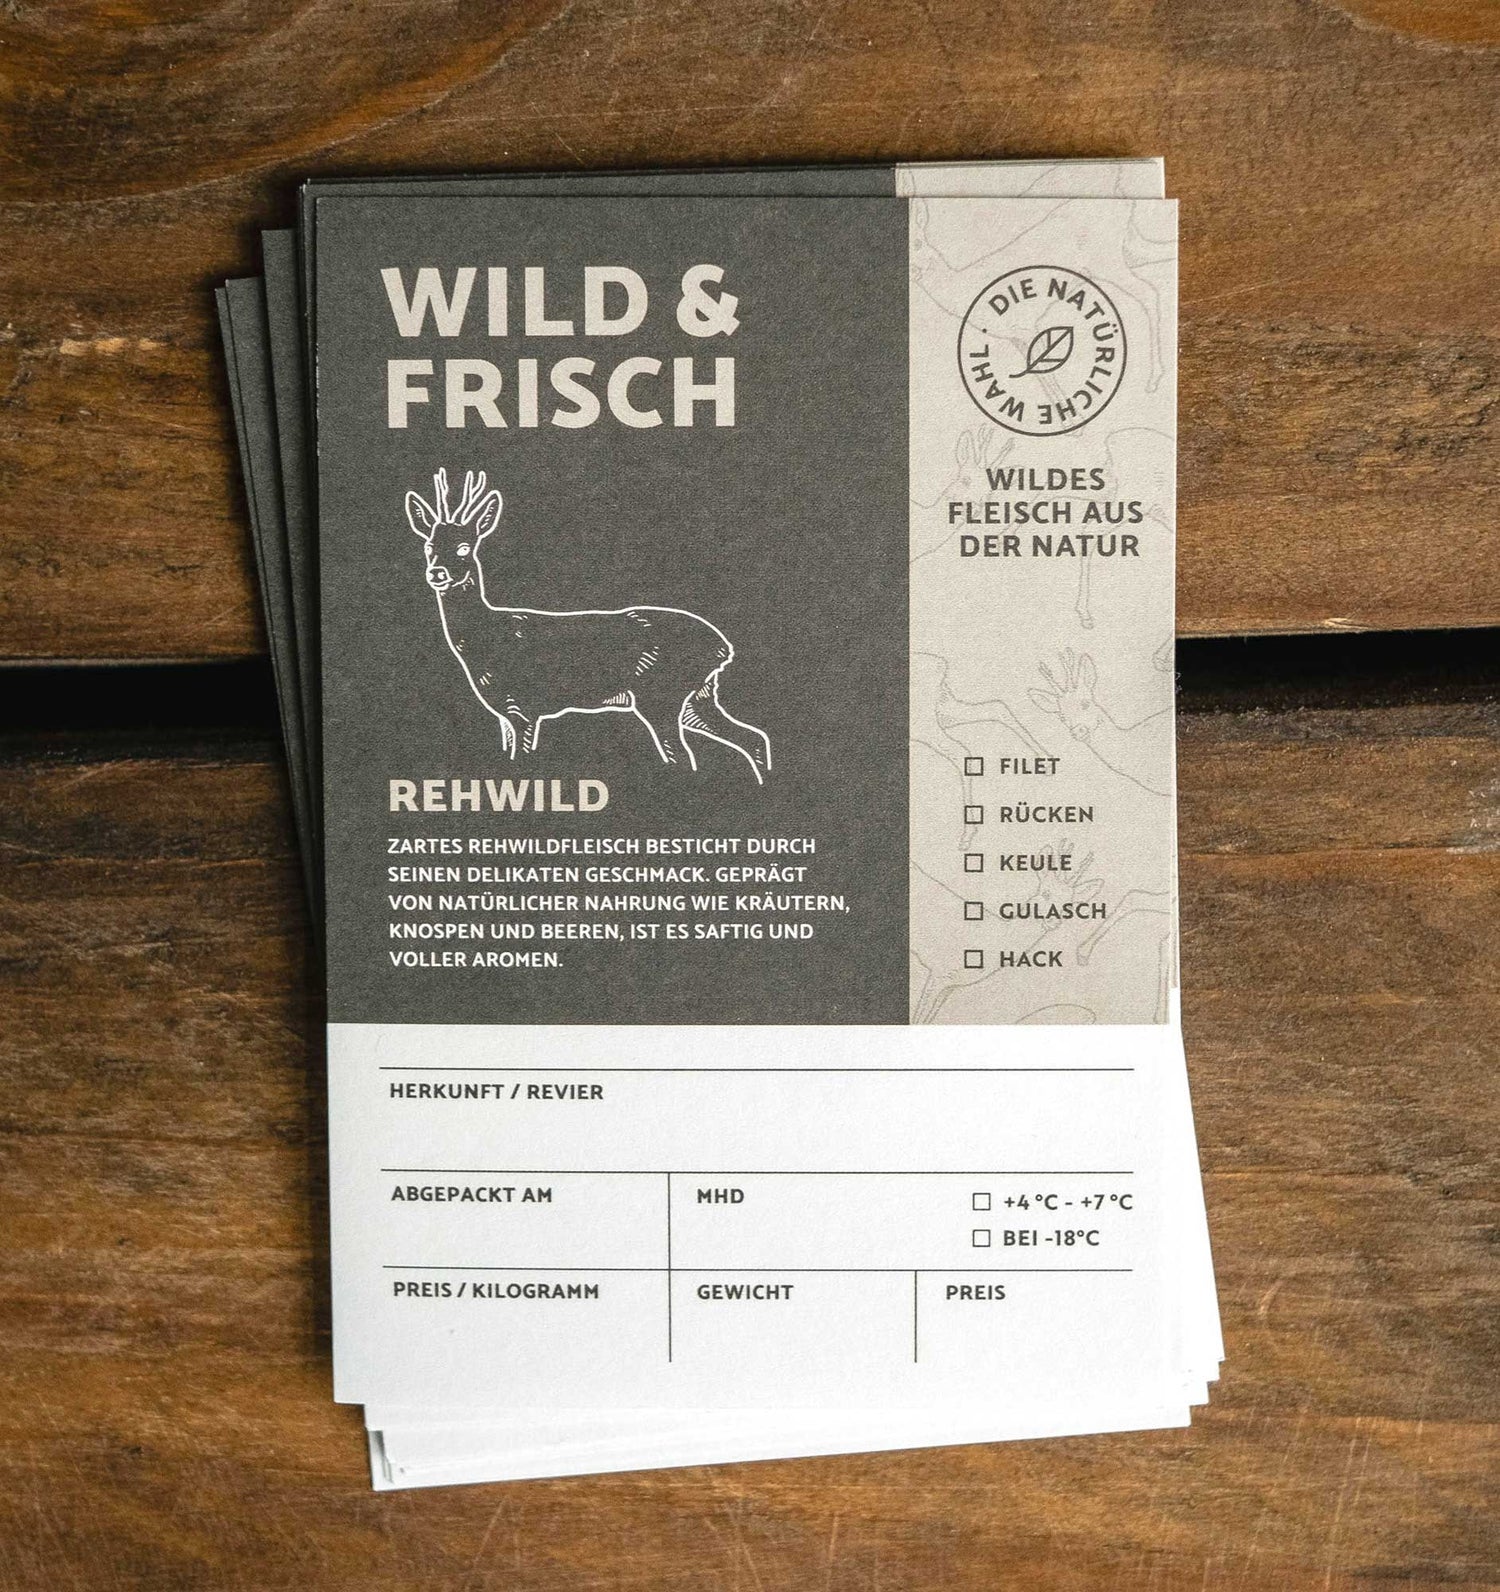 WILD &
FRISCH
DIE NATÜRLICHE WAHL ·
WILDES
FLEISCH AUS
DER NATUR
REHWILD
ZARTES REHWILDFLEISCH BESTICHT DURCH
SEINEN DELIKATEN GESCHMACK. GEPRÄGT
VON NATÜRLICHER NAHRUNG WIE KRÄUTERN,
KNOSPEN UND BEEREN, IST ES SAFTIG UND
VOLLER AROMEN.
FILET
RÜCKEN
KEULE
GULASCH
HACK
HERKUNFT / REVIER
ABGEPACKT AM
MHD
+4 °C - +7 °C
BEI -18°C
PREIS / KILOGRAMM
GEWICHT
PREIS